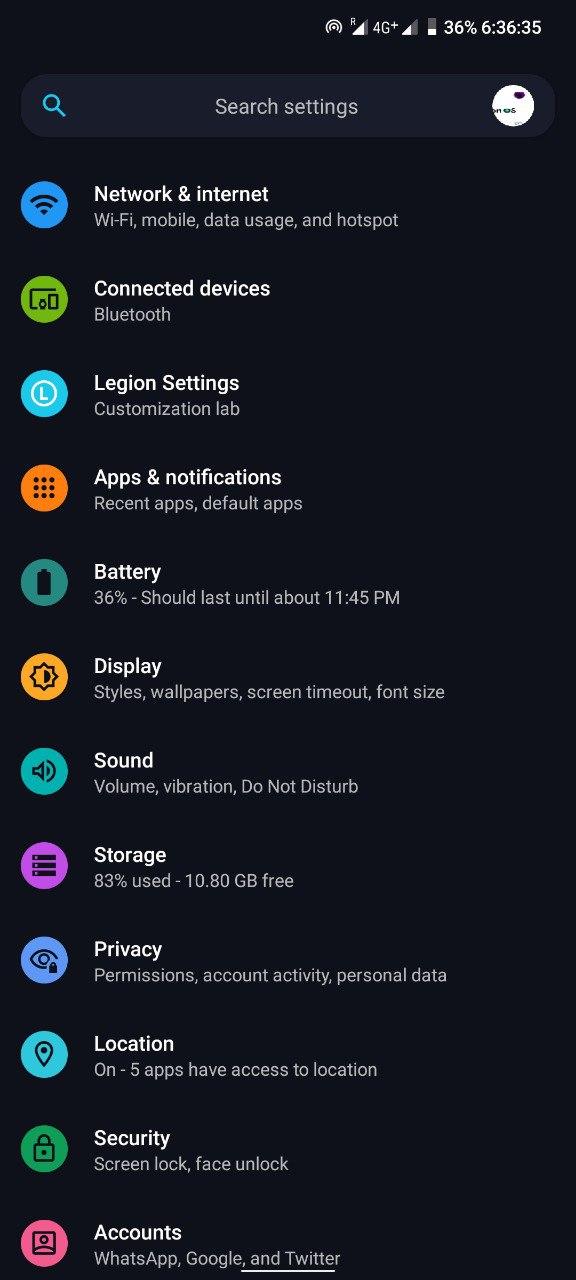 R 4G+ 36% 6:36:35
Search settings
Network & internet
Wi-Fi, mobile, data usage, and hotspot
Connected devices
Bluetooth
L
Legion Settings
Customization lab
Apps & notifications
Recent apps, default apps
Battery
36% - Should last until about 11:45 PM
Display
Styles, wallpapers, screen timeout, font size
Sound
Volume, vibration, Do Not Disturb
Storage
83% used - 10.80 GB free
Privacy
Permissions, account activity, personal data
Location
On - 5 apps have access to location
Security
Screen lock, face unlock
Accounts
WhatsApp, Google, and Twitter